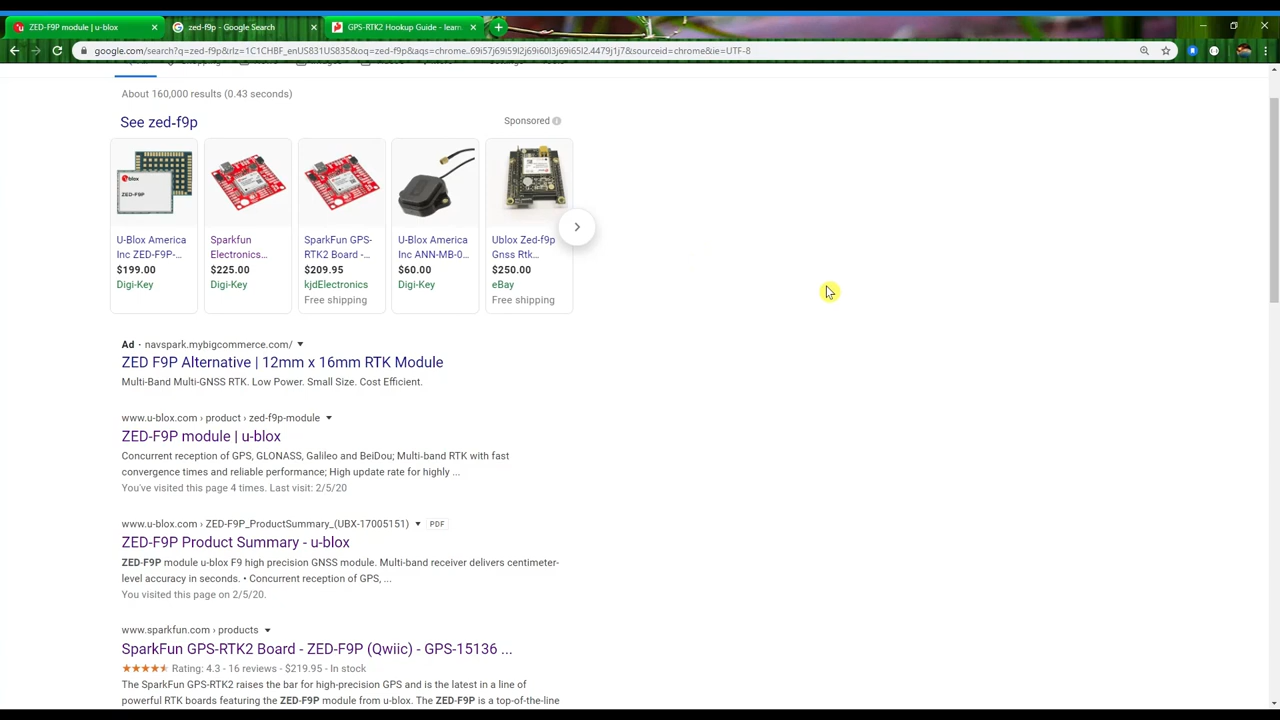 ZED-F9P module | u-blox
zed-f9p - Google Search
GPS-RTK2 Hookup Guide - learn.
google.com/search?q=zed-f9p&rlz=1C1CHBF_enUS831US835&oq=zed-f9p&aqs=chrome..69i57j69i59l2j69i60l3j69i65l2.4479j1j7&sourceid=chrome&ie=UTF-8
About 160,000 results (0.43 seconds)
See zed-f9p
Sponsored
u-blox
ZED-F9P
U-Blox America
Inc ZED-F9P-...
$199.00
Digi-Key
Sparkfun
Electronics...
$225.00
Digi-Key
SparkFun GPS-
RTK2 Board -...
$209.95
kjdElectronics
Free shipping
U-Blox America
Inc ANN-MB-0...
$60.00
Digi-Key
Ublox Zed-f9p
Gnss Rtk...
$250.00
eBay
Free shipping
Ad · navspark.mybigcommerce.com/
ZED F9P Alternative | 12mm x 16mm RTK Module
Multi-Band Multi-GNSS RTK. Low Power. Small Size. Cost Efficient.
www.u-blox.com › product › zed-f9p-module
ZED-F9P module | u-blox
Concurrent reception of GPS, GLONASS, Galileo and BeiDou; Multi-band RTK with fast
convergence times and reliable performance; High update rate for highly ...
You've visited this page 4 times. Last visit: 2/5/20
www.u-blox.com › ZED-F9P_ProductSummary_(UBX-17005151) PDF
ZED-F9P Product Summary - u-blox
ZED-F9P module u-blox F9 high precision GNSS module. Multi-band receiver delivers centimeter-
level accuracy in seconds. • Concurrent reception of GPS, ...
You visited this page on 2/5/20.
www.sparkfun.com › products
SparkFun GPS-RTK2 Board - ZED-F9P (Qwiic) - GPS-15136 ...
Rating: 4.3 - 16 reviews - $219.95 - In stock
The SparkFun GPS-RTK2 raises the bar for high-precision GPS and is the latest in a line of
powerful RTK boards featuring the ZED-F9P module from u-blox. The ZED-F9P is a top-of-the-line